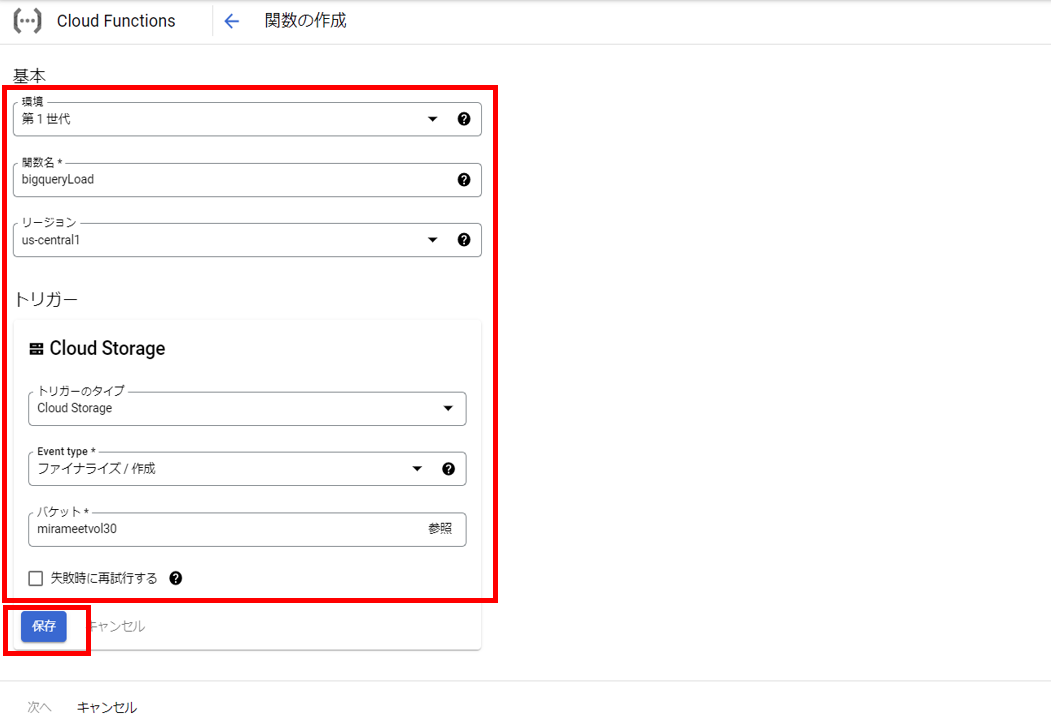 Cloud Functions
関数の作成
基本
環境
第 1 世代
関数名 *
bigqueryLoad
リージョン
us-central1
トリガー
Cloud Storage
トリガーのタイプ
Cloud Storage
Event type *
ファイナライズ / 作成
バケット *
mirameetvol30
参照
失敗時に再試行する
保存
キャンセル
次へ
キャンセル